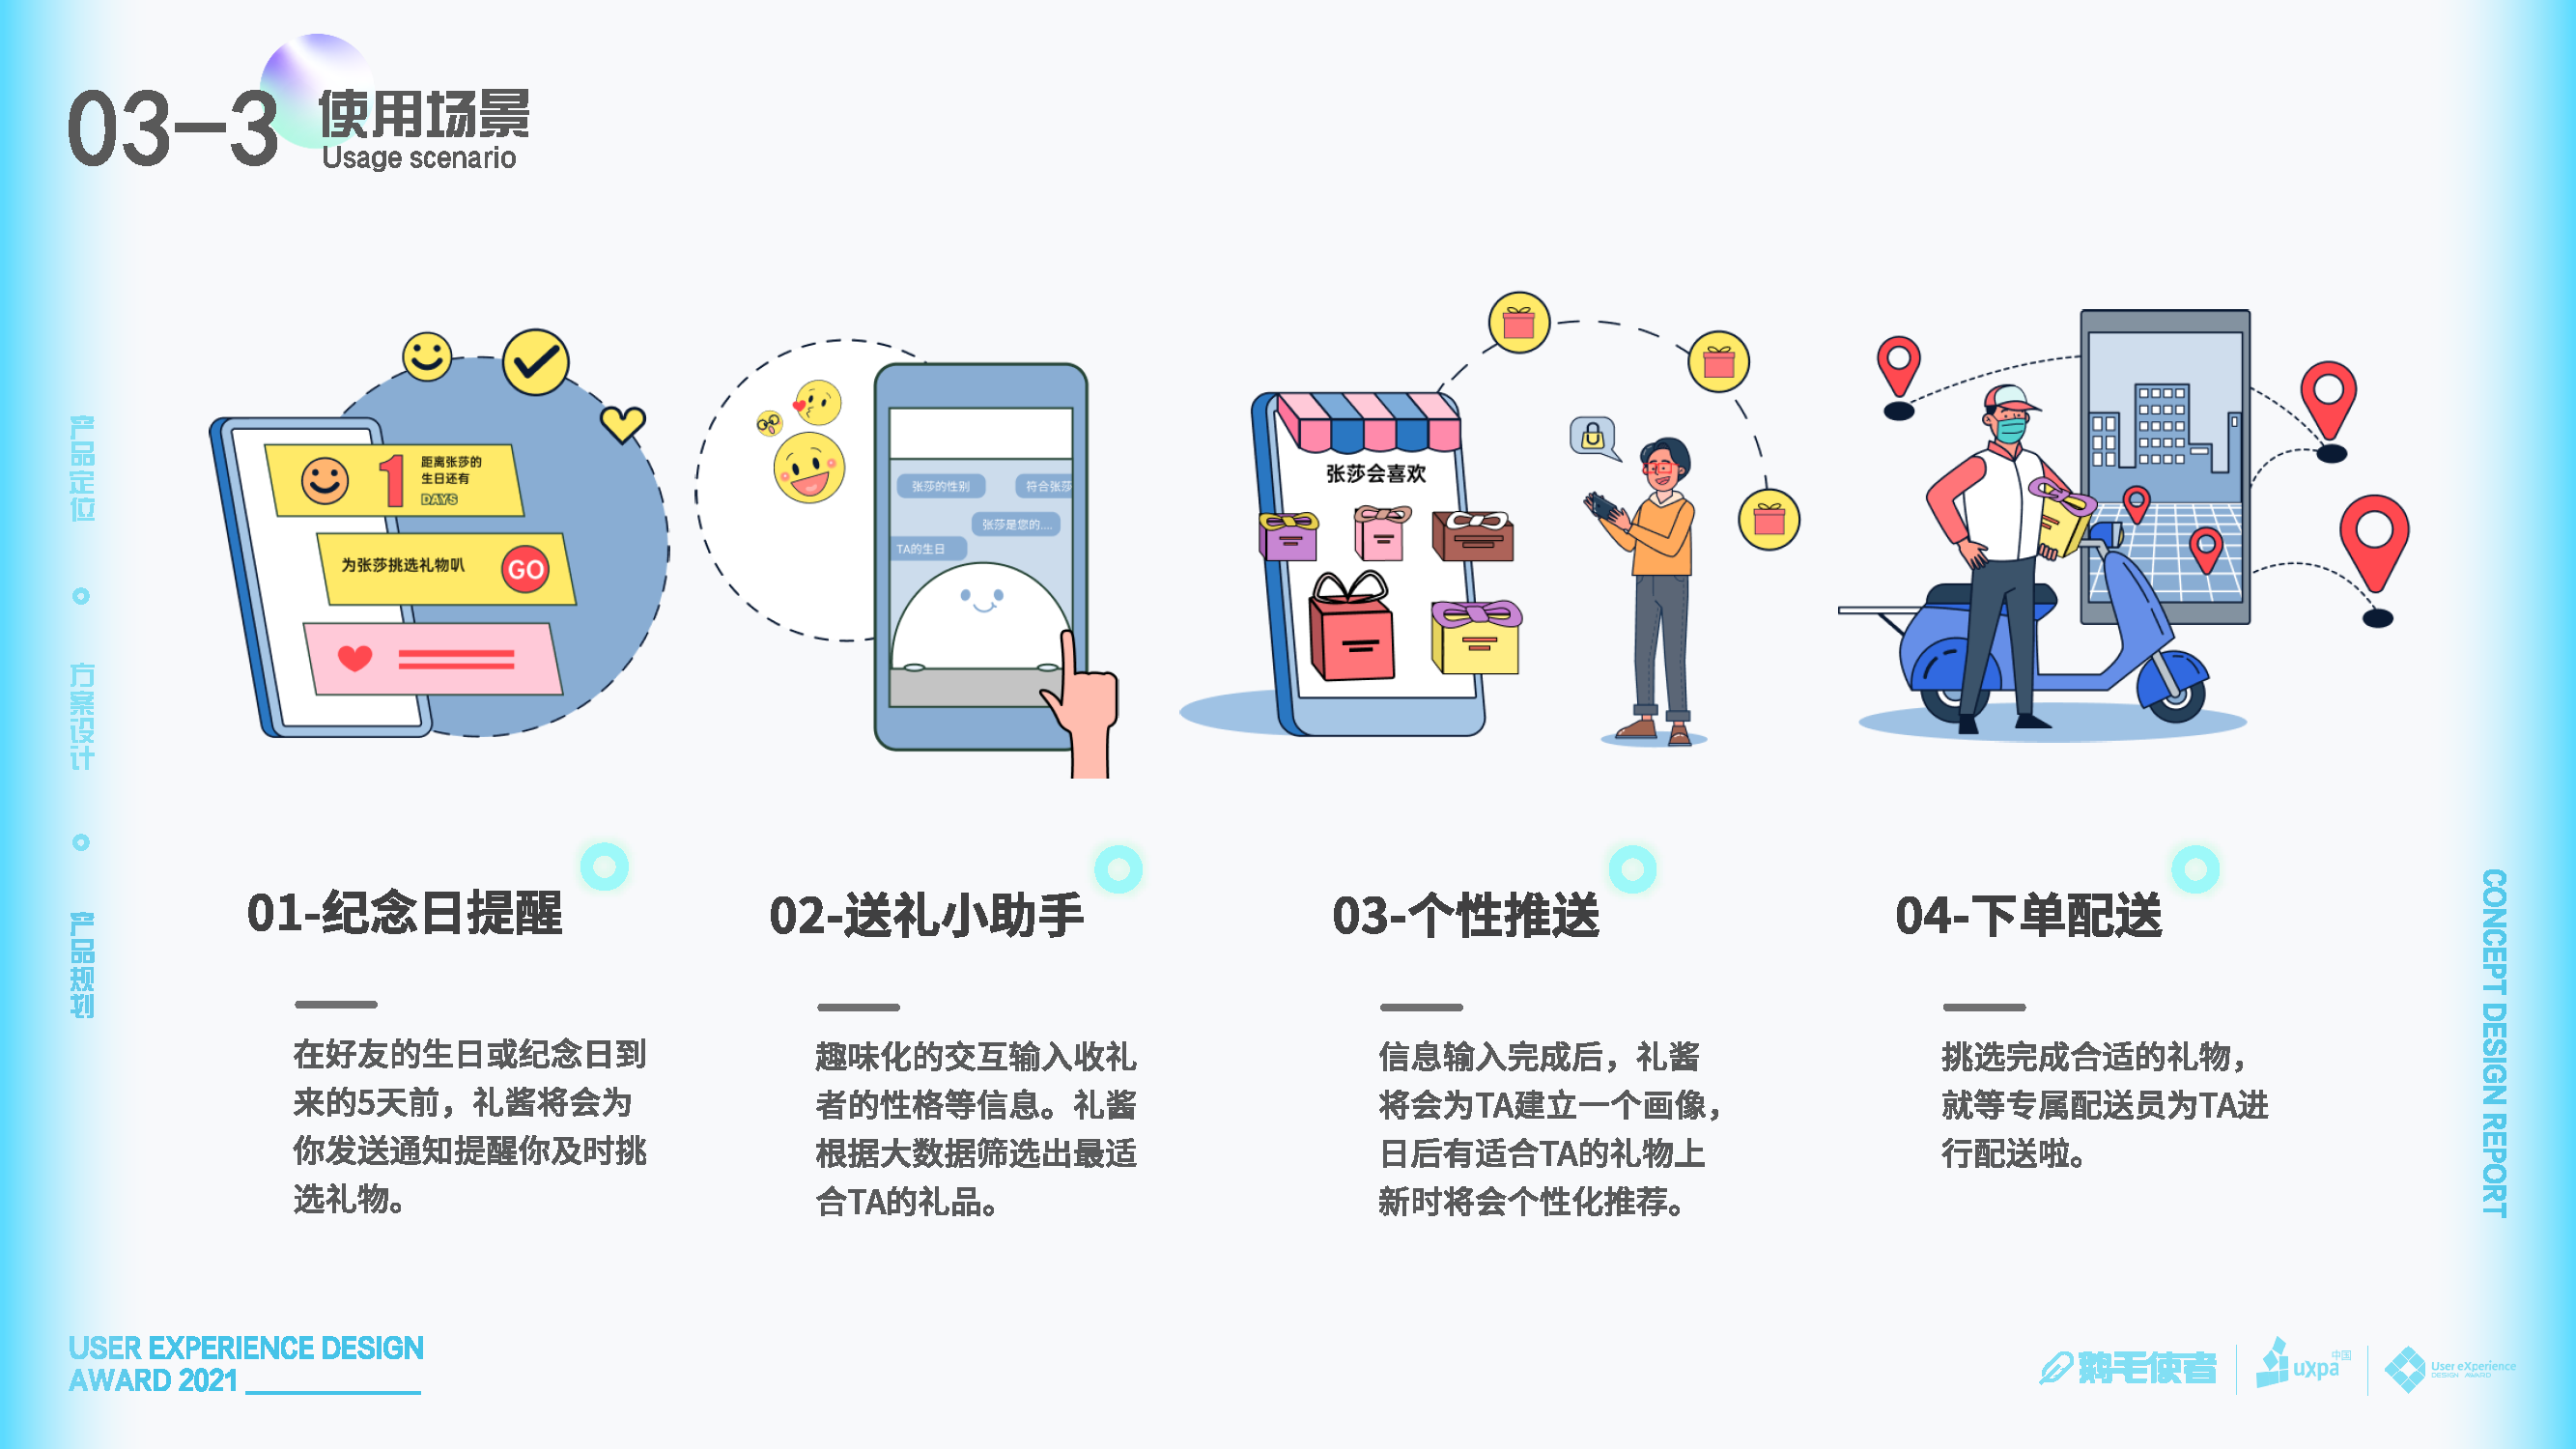 03-3
使用场景
Usage scenario
产品定位
方案设计
产品规划
1
距离张莎的
生日还有
DAYS
为张莎挑选礼物叭
GO
张莎的性别
符合张莎
张莎是您的....
TA的生日
张莎会喜欢
01-纪念日提醒
在好友的生日或纪念日到
来的5天前，礼酱将会为
你发送通知提醒你及时挑
选礼物。
02-送礼小助手
趣味化的交互输入收礼
者的性格等信息。礼酱
根据大数据筛选出最适
合TA的礼品。
03-个性推送
信息输入完成后，礼酱
将会为TA建立一个画像，
日后有适合TA的礼物上
新时将会个性化推荐。
04-下单配送
挑选完成合适的礼物，
就等专属配送员为TA进
行配送啦。
CONCEPT DESIGN REPORT
USER EXPERIENCE DESIGN
AWARD 2021
鹅毛使者
uxpa 中国
User eXperience
DESIGN AWARD